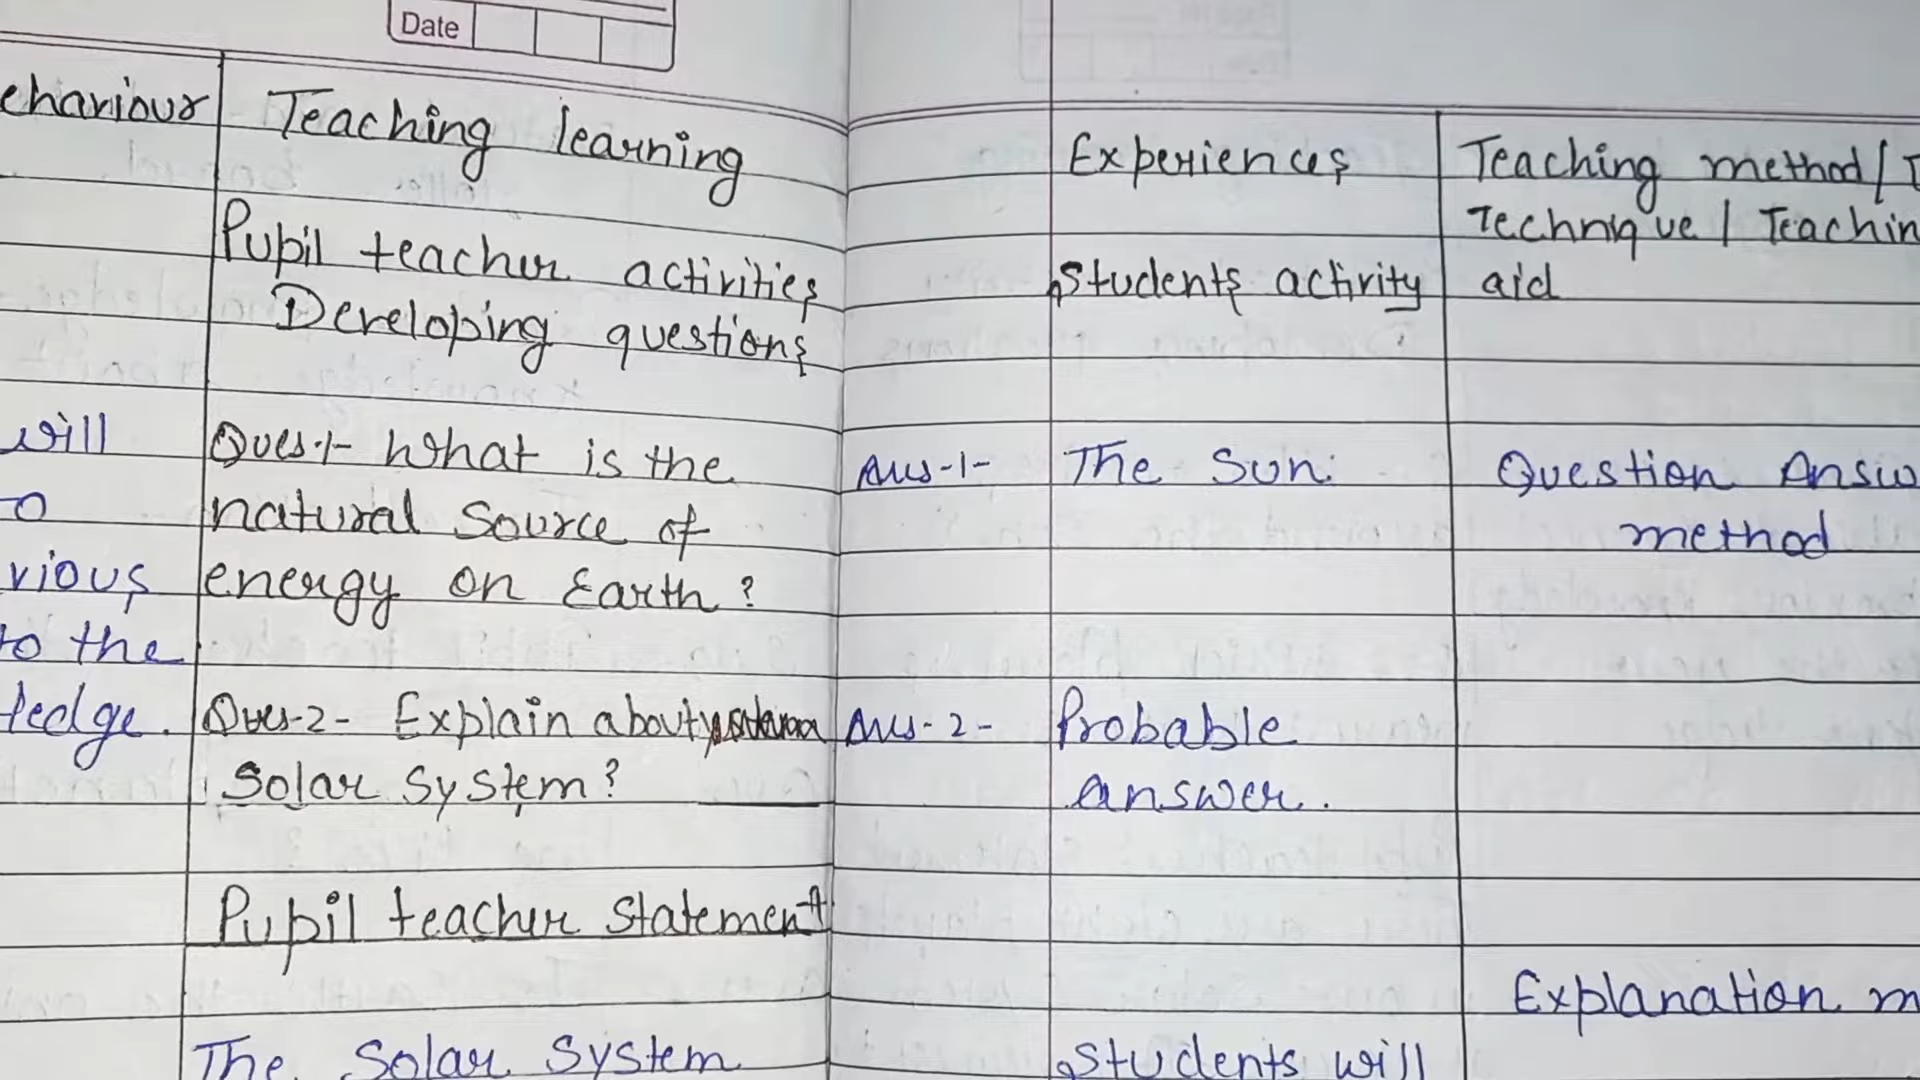 Date
chaviour Teaching learning Experiences Teaching method/
Technique / Teachin
Pupil teacher activities Students activity aid
Developing questions
will Ques-1- What is the Ans-1- The Sun. Question Answ
o natural source of method
vious energy on Earth?
to the
ledge. Ques-2- Explain about Ans-2- Probable
Solar System? answer.
Pupil teacher statement
Explanation m
The Solar System Students will